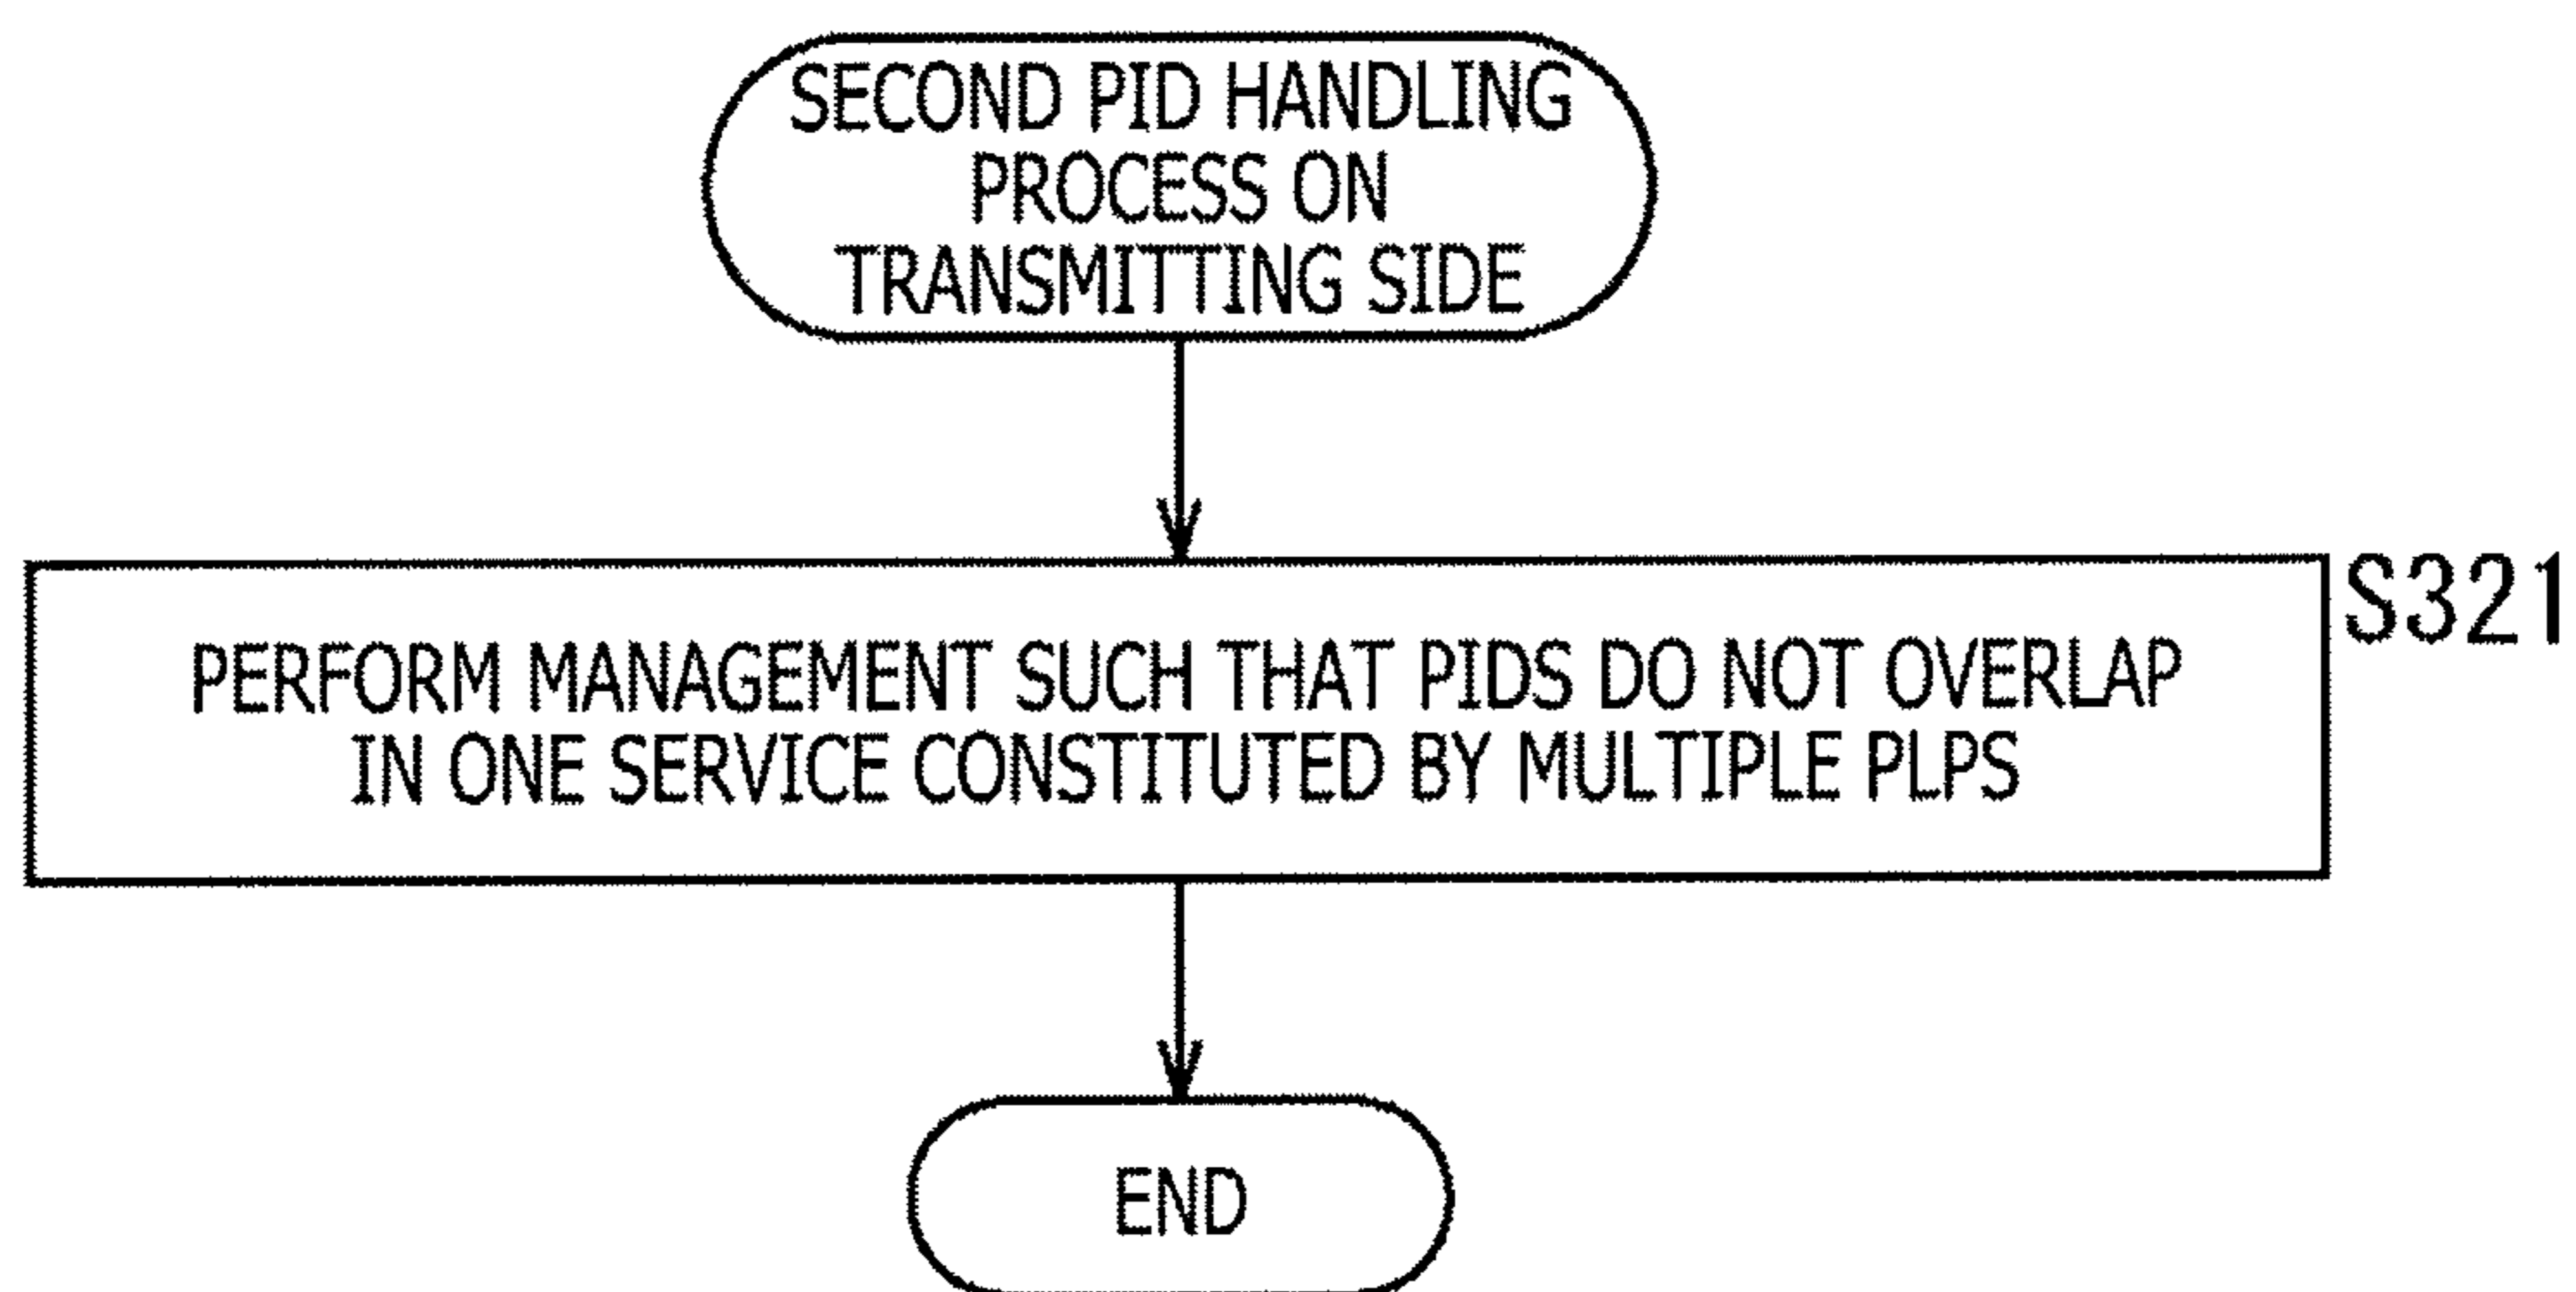 SECOND PID HANDLING
PROCESS ON
TRANSMITTING SIDE
S321
PERFORM MANAGEMENT SUCH THAT PIDS DO NOT OVERLAP
IN ONE SERVICE CONSTITUTED BY MULTIPLE PLPS
END